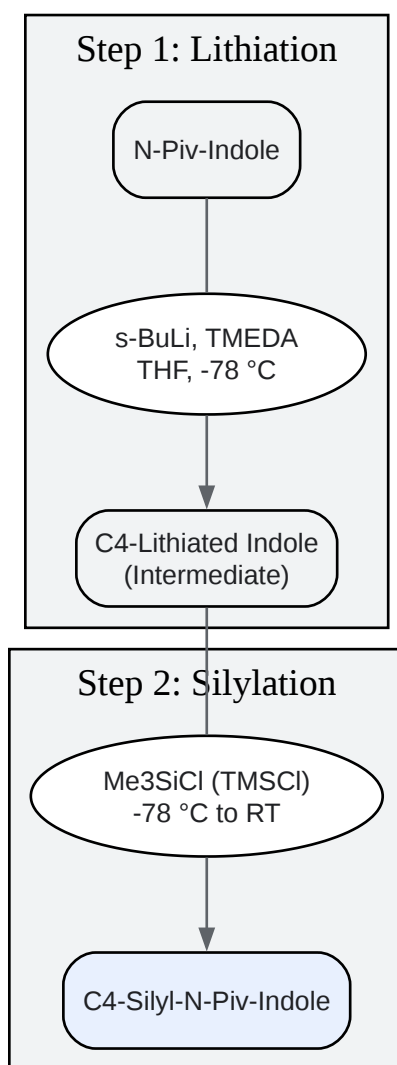 Step 1: Lithiation
N-Piv-Indole
s-BuLi, TMEDA
THF, -78 °C
C4-Lithiated Indole
(Intermediate)
Step 2: Silylation
Me3SiCl (TMSCl)
-78 °C to RT
C4-Silyl-N-Piv-Indole